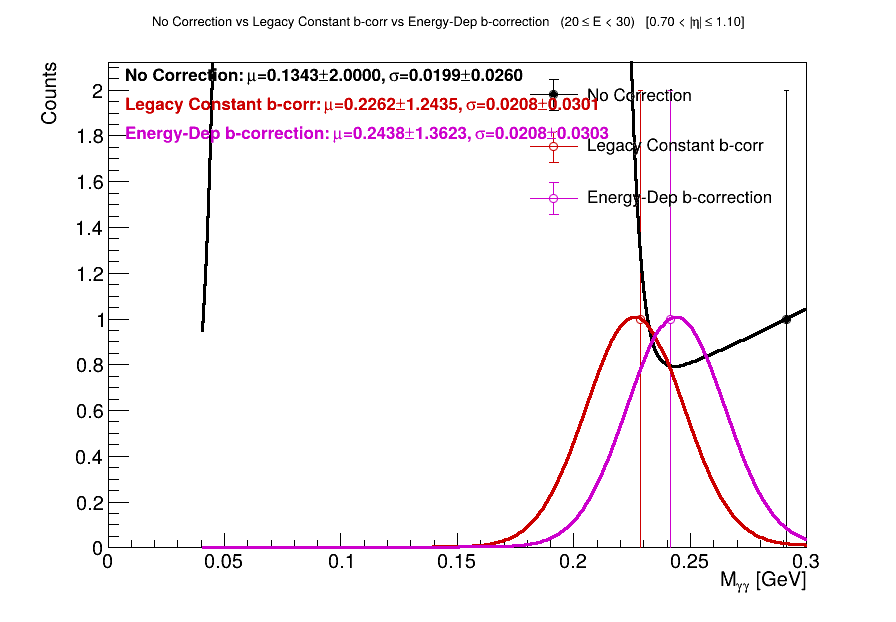 No Correction vs Legacy Constant b-corr vs Energy-Dep b-correction (20 ≤ E < 30) [0.70 < |η| ≤ 1.10]
Counts
No Correction: μ=0.1343±2.0000, σ=0.0199±0.0260
Legacy Constant b-corr: μ=0.2262±1.2435, σ=0.0208±0.0301
Energy-Dep b-correction: μ=0.2438±1.3623, σ=0.0208±0.0303
No Correction
Legacy Constant b-corr
Energy-Dep b-correction
2
1.8
1.6
1.4
1.2
1
0.8
0.6
0.4
0.2
0
0 0.05 0.1 0.15 0.2 0.25 0.3
Mγγ [GeV]